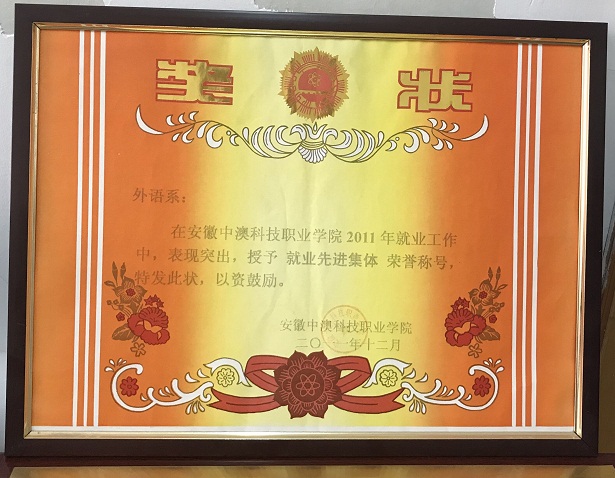 奖 状
外语系：
在安徽中澳科技职业学院 2011 年就业工作
中，表现突出，授予 就业先进集体 荣誉称号，
特发此状，以资鼓励。
安徽中澳科技职业学院
二〇一一年十二月